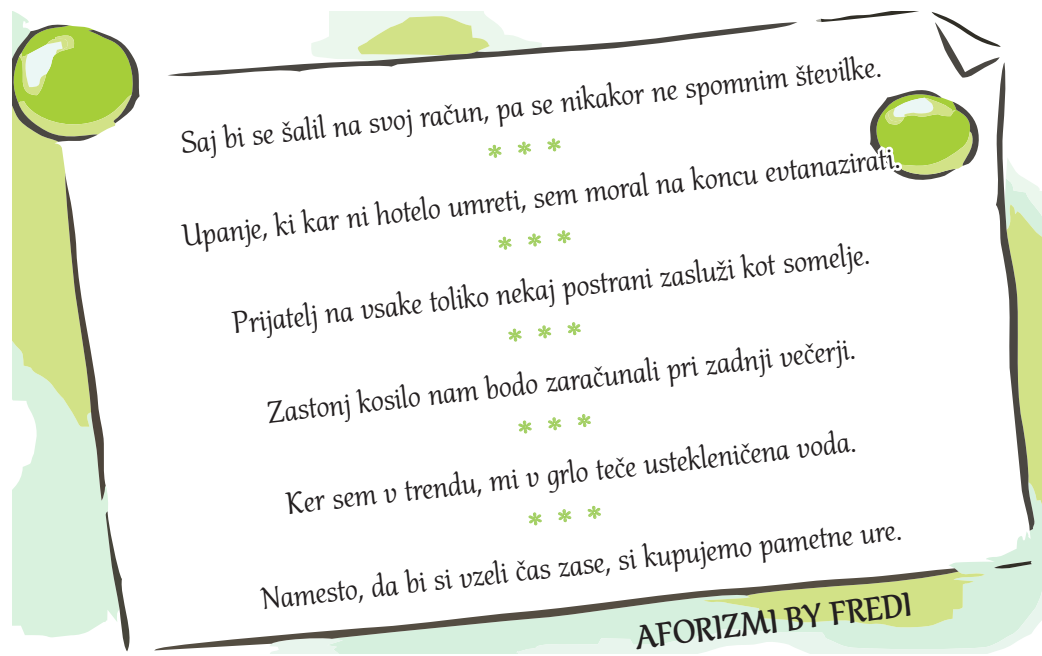 Saj bi se šalil na svoj račun, pa se nikakor ne spomnim številke.
* * *
Upanje, ki kar ni hotelo umreti, sem moral na koncu evtanazirati.
* * *
Prijatelj na vsake toliko nekaj postrani zasluži kot somelje.
* * *
Zastonj kosilo nam bodo zaračunali pri zadnji večerji.
* * *
Ker sem v trendu, mi v grlo teče ustekleničena voda.
* * *
Namesto, da bi si vzeli čas zase, si kupujemo pametne ure.
AFORIZMI BY FREDI